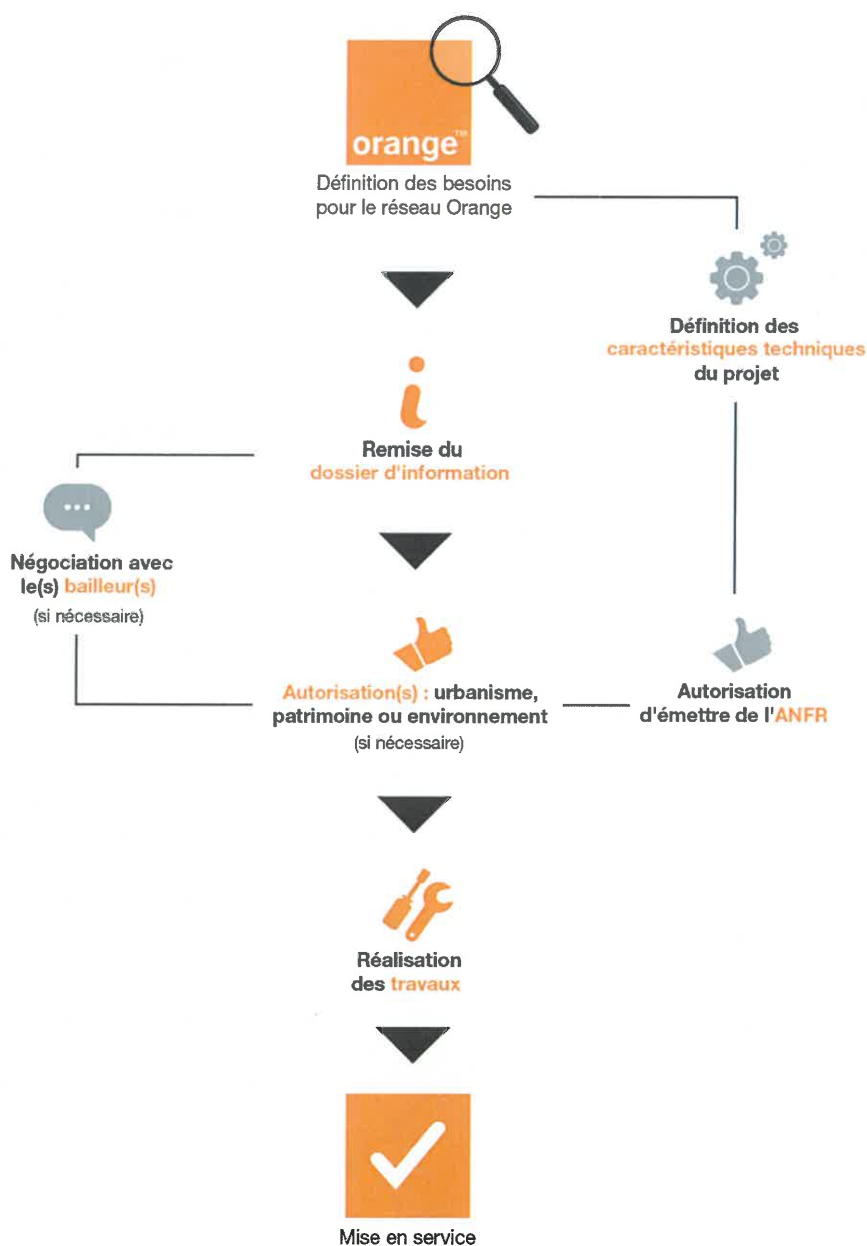 orange™
Définition des besoins
pour le réseau Orange
Définition des
caractéristiques techniques
du projet
Remise du
dossier d'information
Négociation avec
le(s) bailleur(s)
(si nécessaire)
Autorisation(s) : urbanisme,
patrimoine ou environnement
(si nécessaire)
Autorisation
d'émettre de l'ANFR
Réalisation
des travaux
Mise en service